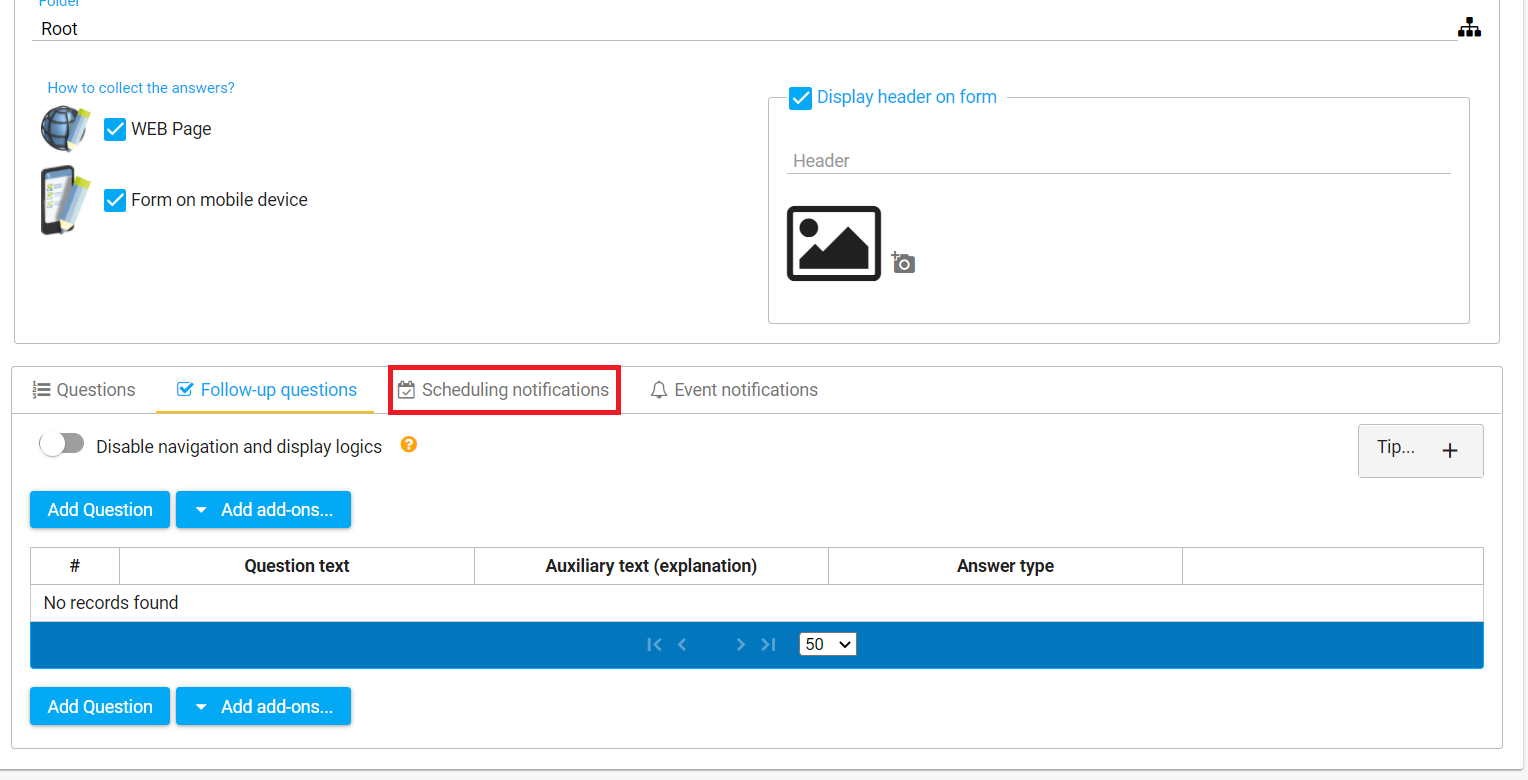 Folder
Root
How to collect the answers?
WEB Page
Form on mobile device
Display header on form
Header
Questions Follow-up questions Scheduling notifications Event notifications
Disable navigation and display logics ?
Tip... +
Add Question Add add-ons...
# Question text Auxiliary text (explanation) Answer type
No records found
50
Add Question Add add-ons...